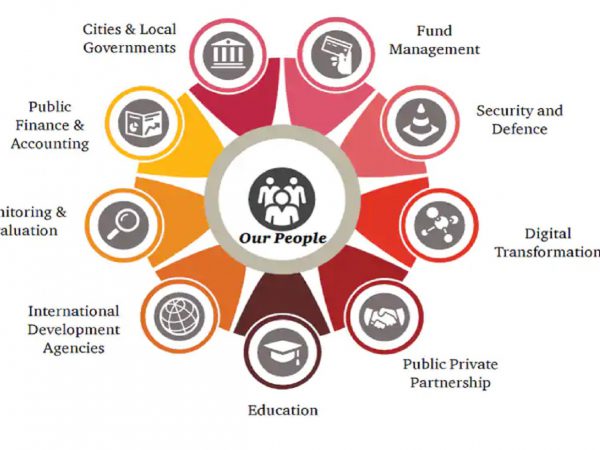 Cities & Local
Governments
Fund
Management
Public
Finance &
Accounting
Security and
Defence
nitoring &
aluation
Our People
Digital
Transformation
International
Development
Agencies
Public Private
Partnership
Education